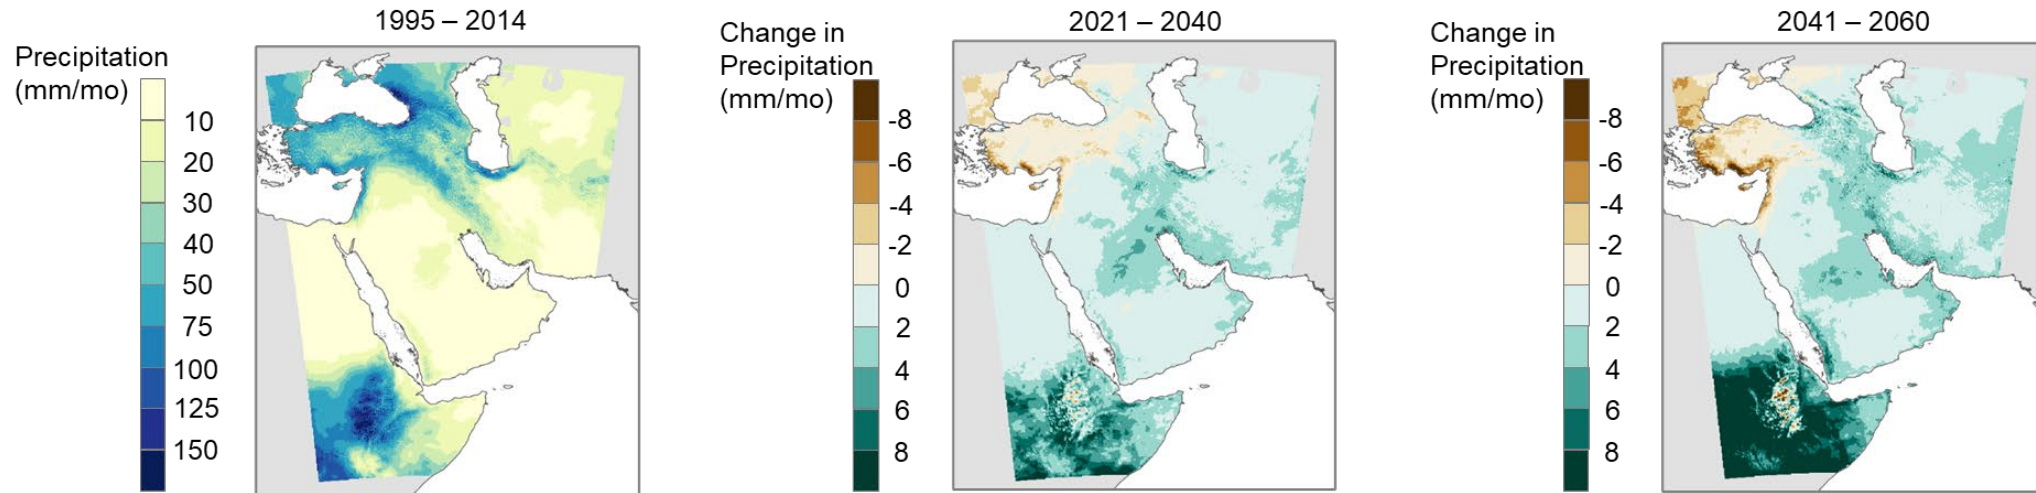 1995 – 2014
Precipitation
(mm/mo)
10
20
30
40
50
75
100
125
150
2021 – 2040
Change in
Precipitation
(mm/mo)
-8
-6
-4
-2
0
2
4
6
8
2041 – 2060
Change in
Precipitation
(mm/mo)
-8
-6
-4
-2
0
2
4
6
8